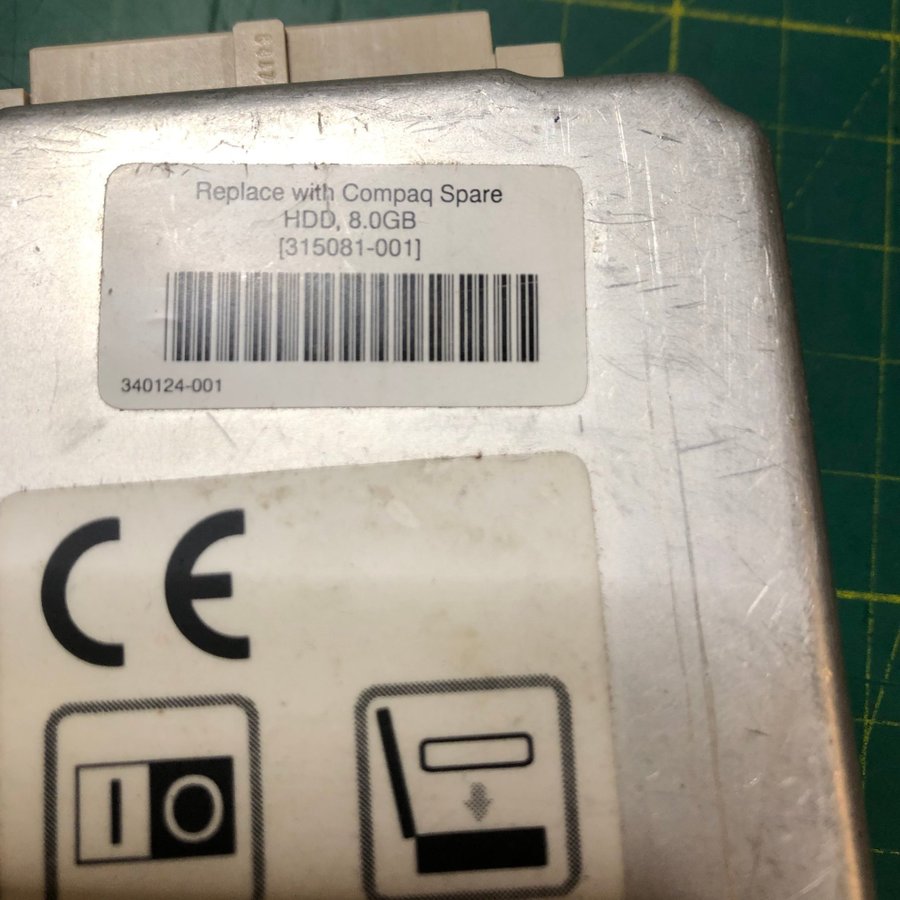 Replace with Compaq Spare
HDD, 8.0GB
[315081-001]
340124-001
CE